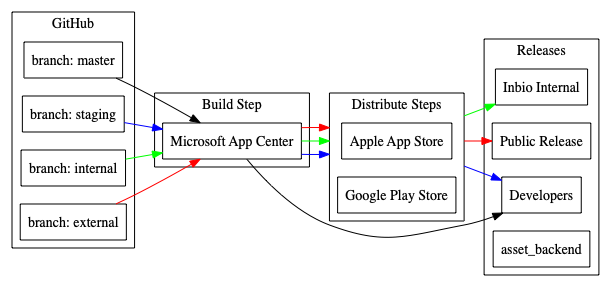 GitHub
branch: master
branch: staging
branch: internal
branch: external
Build Step
Microsoft App Center
Distribute Steps
Apple App Store
Google Play Store
Releases
Inbio Internal
Public Release
Developers
asset_backend